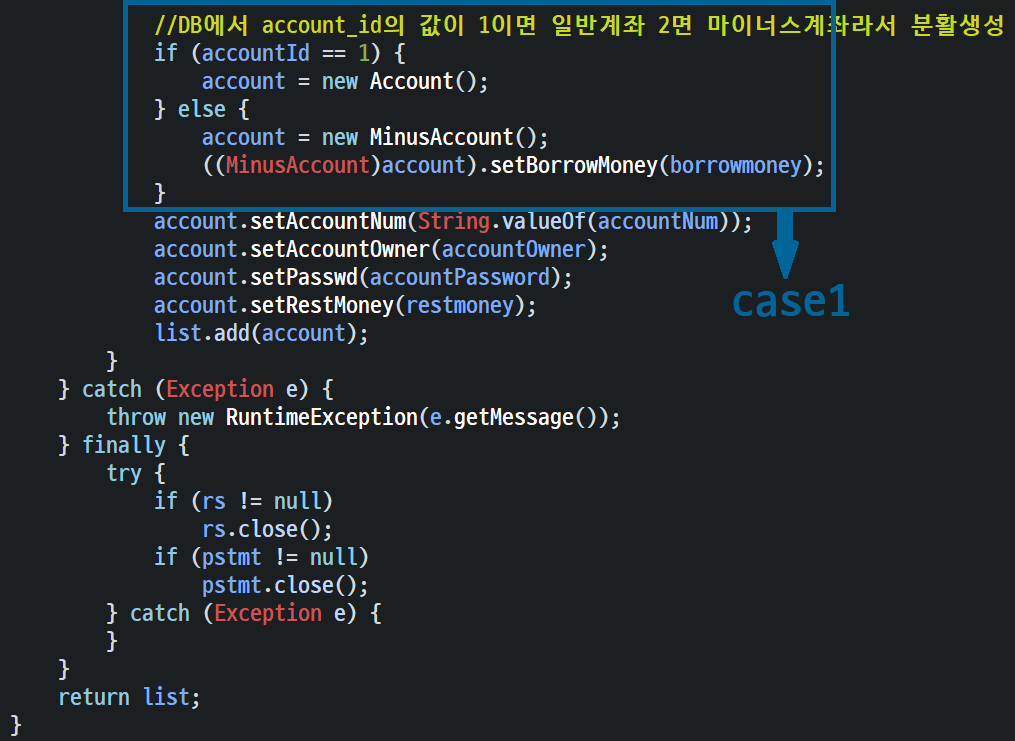 //DB에서 account_id의 값이 1이면 일반계좌 2면 마이너스계좌라서 분활생성
if (accountId == 1) {
account = new Account();
} else {
account = new MinusAccount();
((MinusAccount)account).setBorrowMoney(borrowmoney);
}
account.setAccountNum(String.valueOf(accountNum));
account.setAccountOwner(accountOwner);
account.setPasswd(accountPassword);
account.setRestMoney(restmoney);
case1
list.add(account);
}
} catch (Exception e) {
throw new RuntimeException(e.getMessage());
} finally {
try {
if (rs != null)
rs.close();
if (pstmt != null)
pstmt.close();
} catch (Exception e) {
}
}
return list;
}